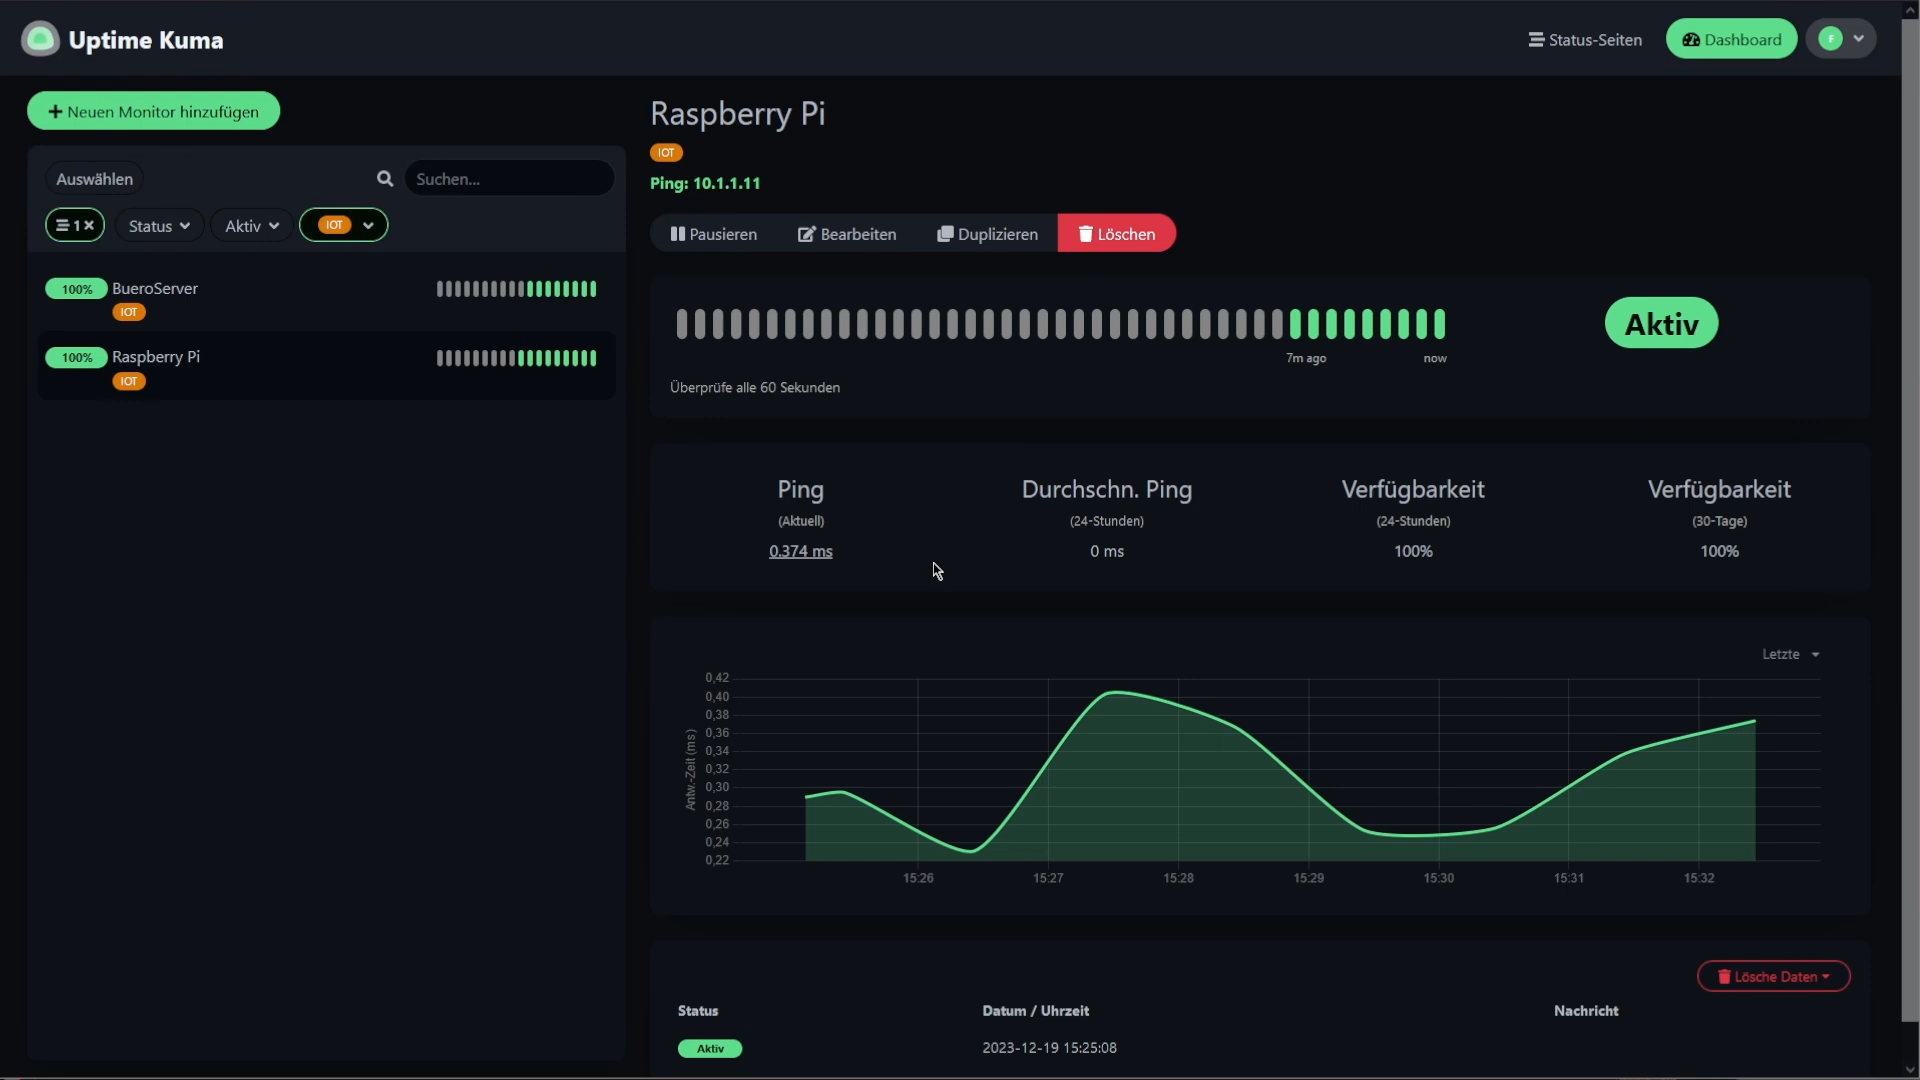 Uptime Kuma
Status-Seiten
Dashboard
F
Neuen Monitor hinzufügen
Auswählen
Suchen...
1
Status
Aktiv
IOT
100%
BueroServer
IOT
100%
Raspberry Pi
IOT
Raspberry Pi
IOT
Ping: 10.1.1.11
Pausieren
Bearbeiten
Duplizieren
Löschen
7m ago
now
Aktiv
Überprüfe alle 60 Sekunden
Ping
(Aktuell)
0.374 ms
Durchschn. Ping
(24-Stunden)
0 ms
Verfügbarkeit
(24-Stunden)
100%
Verfügbarkeit
(30-Tage)
100%
Letzte
Antw.-Zeit (ms)
0,42
0,40
0,38
0,36
0,34
0,32
0,30
0,28
0,26
0,24
0,22
15:26
15:27
15:28
15:29
15:30
15:31
15:32
Lösche Daten
Status
Datum / Uhrzeit
Nachricht
Aktiv
2023-12-19 15:25:08